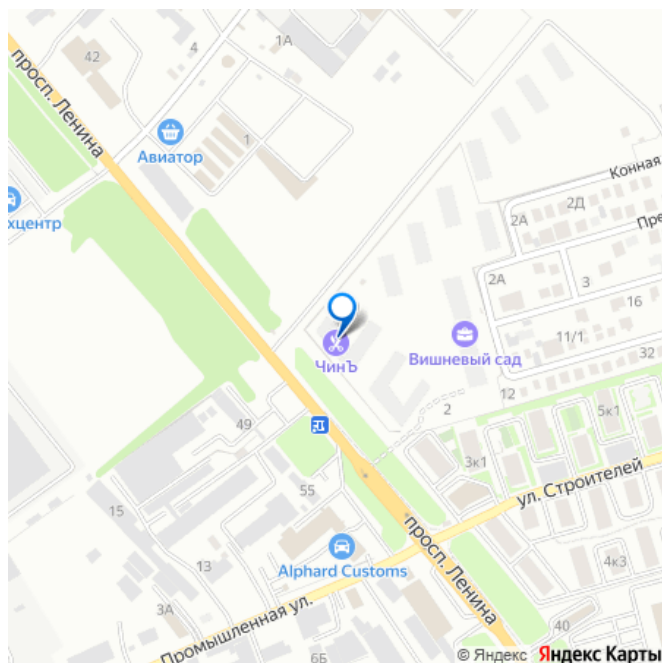 1А
4
42
просп. Ленина
Авиатор
1
Конная
2А
2Д
Пре
хцентр
2А
3
16
ЧинЪ
Вишневый сад
11/1
32
12
2
49
5к1
3к1
ул. Строителей
55
15
просп. Ленина
13
Alphard Customs
4к3
3А
Промышленная ул.
40
6Б
© Яндекс Яндекс Карты